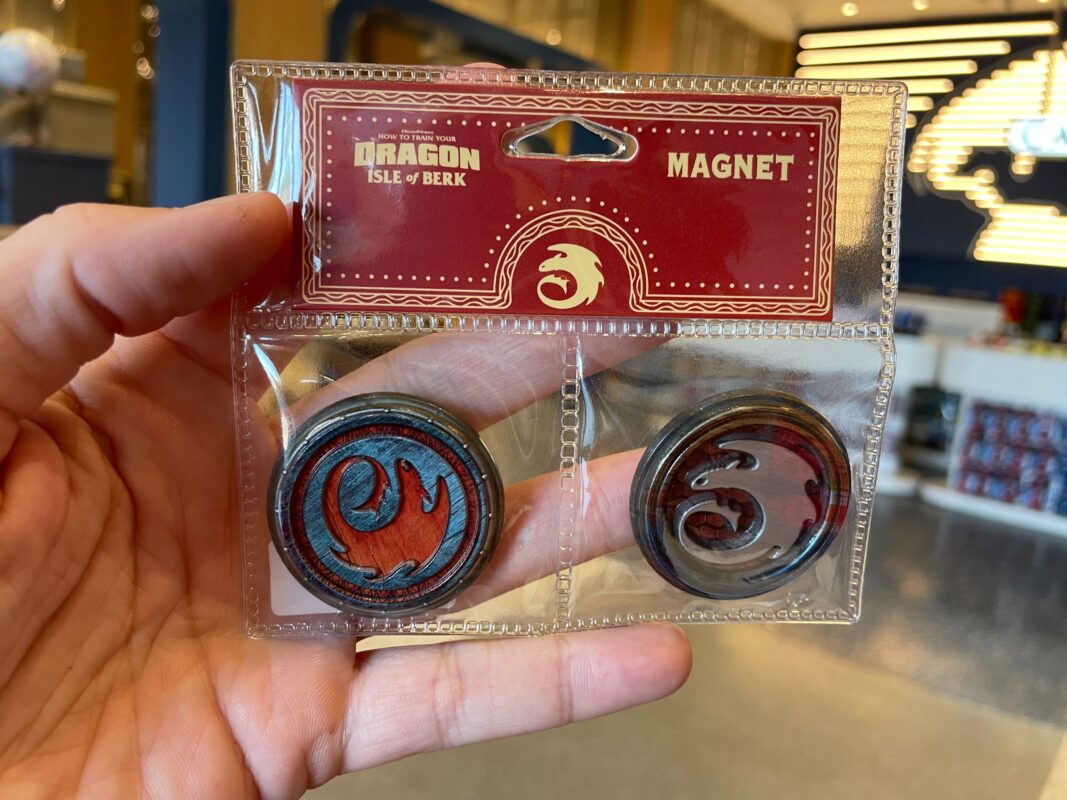 DreamWorks
HOW TO TRAIN YOUR
DRAGON
ISLE of BERK
MAGNET